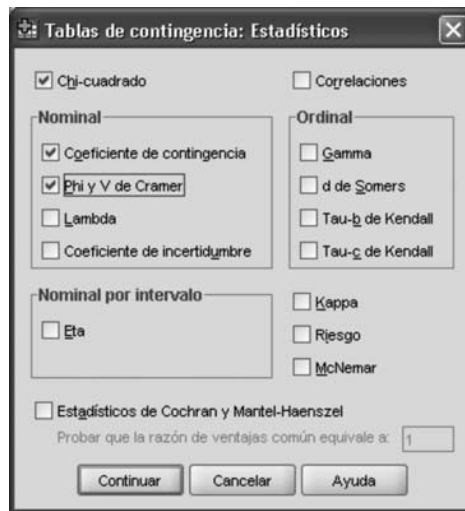 Tablas de contingencia: Estadísticos
Chi-cuadrado
Correlaciones
Nominal
Coeficiente de contingencia
Phi y V de Cramer
Lambda
Coeficiente de incertidumbre
Ordinal
Gamma
d de Somers
Tau-b de Kendall
Tau-c de Kendall
Nominal por intervalo
Eta
Kappa
Riesgo
McNemar
Estadísticos de Cochran y Mantel-Haenszel
Probar que la razón de ventajas común equivale a: 1
Continuar
Cancelar
Ayuda